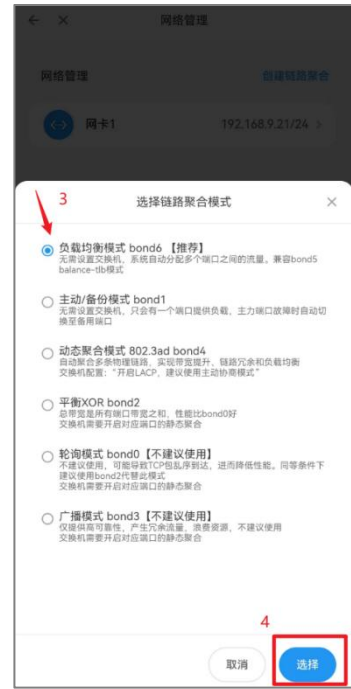 网络管理
网络管理 创建链路聚合
网卡1 192.168.9.21/24
3
选择链路聚合模式
负载均衡模式 bond6 【推荐】
无需设置交换机，系统自动分配多个端口之间的流量，兼容bond5
balance-tlb模式
主动/备份模式 bond1
无需设置交换机，只会有一个端口提供负载，主力端口故障时自动切
换至备用端口
动态聚合模式 802.3ad bond4
自动聚合多条物理链路，实现带宽提升、链路冗余和负载均衡
交换机配置：“开启LACP，建议使用主动协商模式”
平衡XOR bond2
总带宽是所有端口带宽之和，性能比bond0好
交换机需要开启对应端口的静态聚合
轮询模式 bond0【不建议使用】
不建议使用，可能导致TCP包乱序到达，进而降低性能。同等条件下
建议使用bond2代替此模式
交换机需要开启对应端口的静态聚合
广播模式 bond3【不建议使用】
仅提供高可靠性，产生冗余流量，浪费资源，不建议使用
交换机需要开启对应端口的静态聚合
4
取消 选择